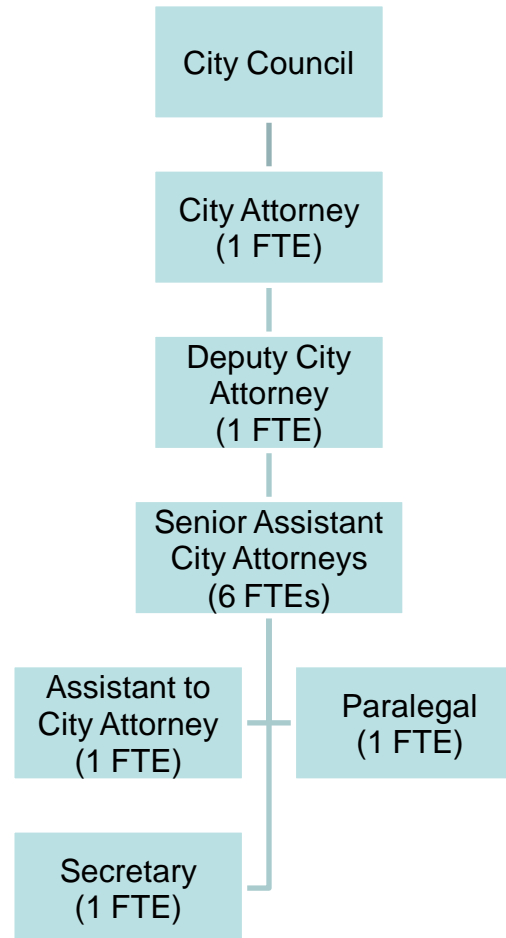 City Council
City Attorney
(1 FTE)
Deputy City
Attorney
(1 FTE)
Senior Assistant
City Attorneys
(6 FTEs)
Assistant to
City Attorney
(1 FTE)
Paralegal
(1 FTE)
Secretary
(1 FTE)